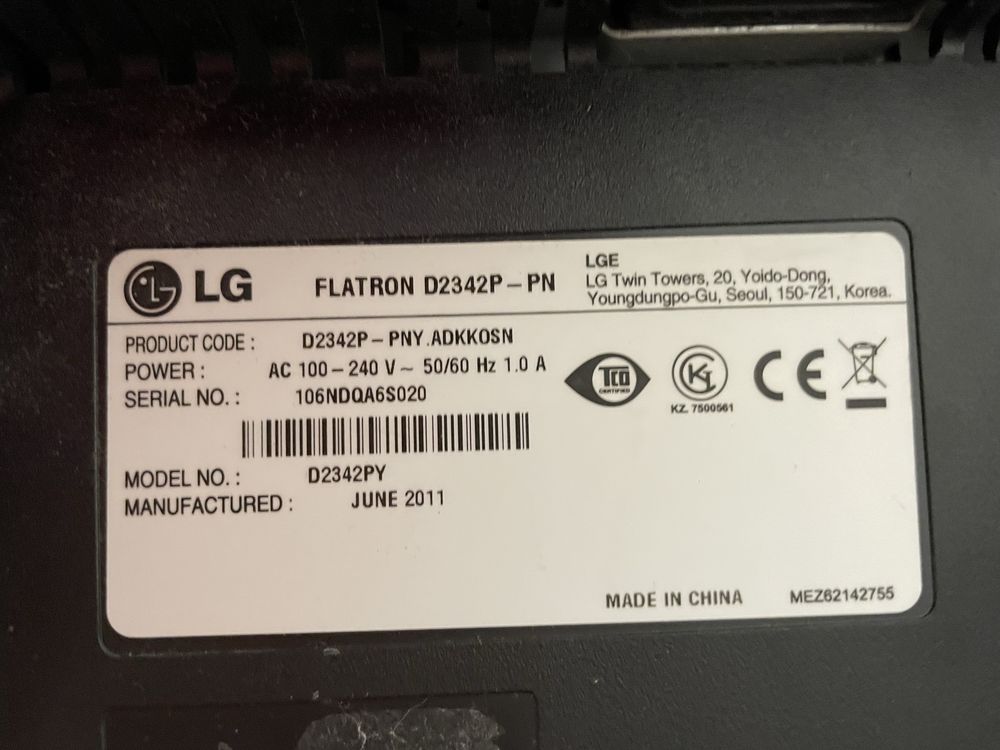 LG
FLATRON D2342P-PN
LGE
LG Twin Towers, 20, Yoido-Dong,
Youngdungpo-Gu, Seoul, 150-721, Korea.
PRODUCT CODE : D2342P-PNY.ADKKOSN
POWER : AC 100-240 V ~ 50/60 Hz 1.0 A
SERIAL NO. : 106NDQA6S020
TCO
CERTIFIED
KZ. 7500561
CE
MODEL NO. : D2342PY
MANUFACTURED : JUNE 2011
MADE IN CHINA
MEZ62142755